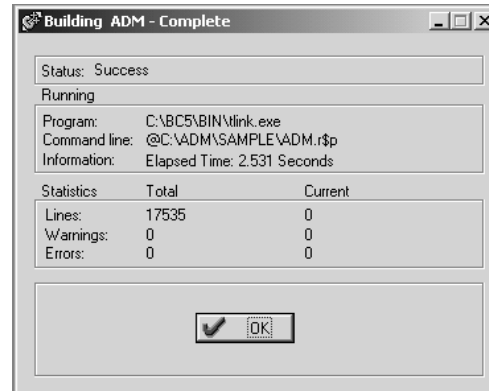 Building ADM - Complete
Status: Success
Running
Program: C:\BC5\BIN\tlink.exe
Command line: @C:\ADM\SAMPLE\ADM.r$p
Information: Elapsed Time: 2.531 Seconds
Statistics Total Current
Lines: 17535 0
Warnings: 0 0
Errors: 0 0
OK